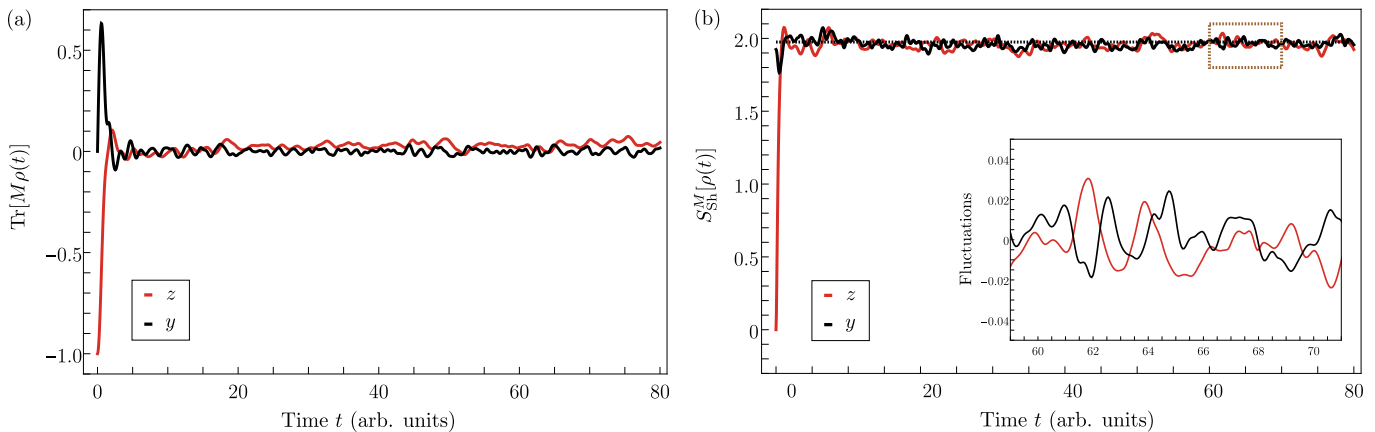 (a)
0.5
0
−0.5
−1.0
Tr[Mρ(t)]
z
y
0
20
40
60
80
Time t (arb. units)
(b)
2.0
1.5
1.0
0.5
0
S_Sh^M[ρ(t)]
z
y
0
20
40
60
80
Time t (arb. units)
0.04
0.02
0
−0.02
−0.04
Fluctuations
60
62
64
66
68
70